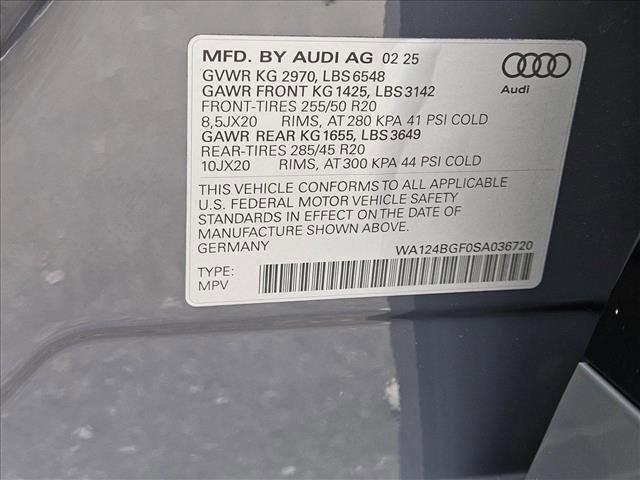 MFD. BY AUDI AG 02 25
GVWR KG 2970, LBS 6548
GAWR FRONT KG 1425, LBS 3142
FRONT-TIRES 255/50 R20
8,5JX20 RIMS, AT 280 KPA 41 PSI COLD
GAWR REAR KG 1655, LBS 3649
REAR-TIRES 285/45 R20
10JX20 RIMS, AT 300 KPA 44 PSI COLD
THIS VEHICLE CONFORMS TO ALL APPLICABLE
U.S. FEDERAL MOTOR VEHICLE SAFETY
STANDARDS IN EFFECT ON THE DATE OF
MANUFACTURE SHOWN ABOVE.
GERMANY WA124BGF0SA036720
TYPE:
MPV
Audi